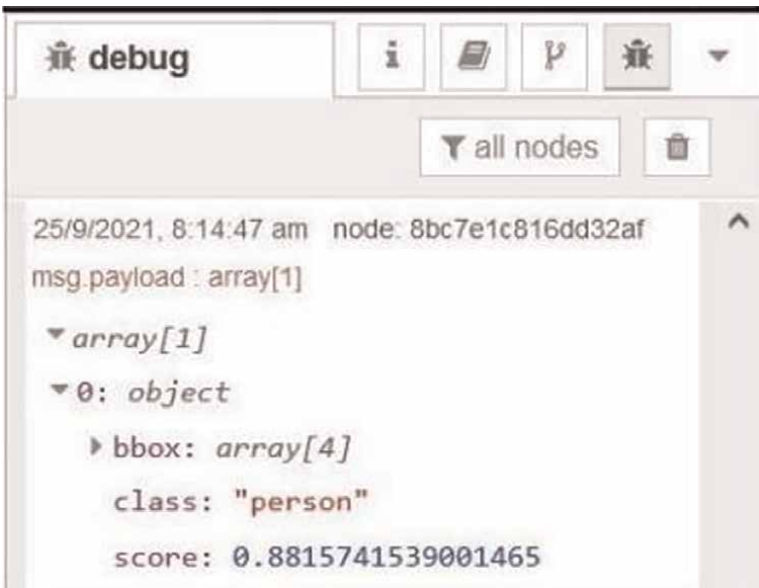 debug
all nodes
25/9/2021, 8:14:47 am node: 8bc7e1c816dd32af
msg.payload : array[1]
array[1]
0: object
bbox: array[4]
class: "person"
score: 0.8815741539001465